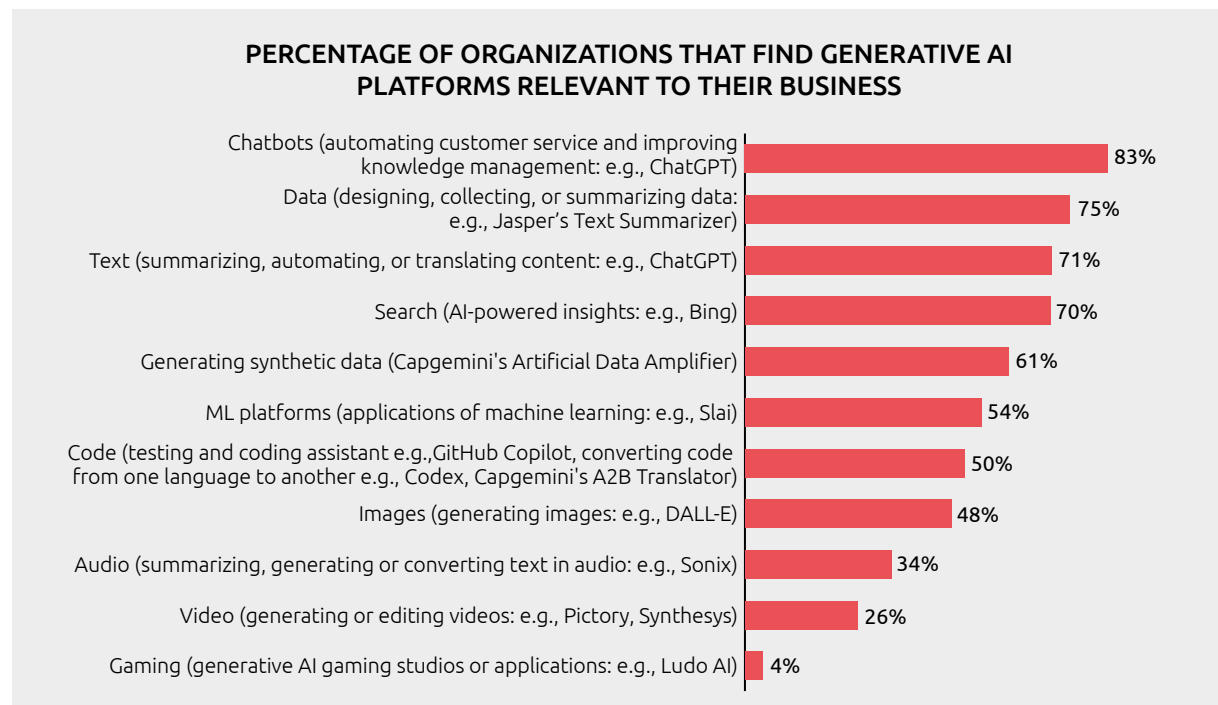 PERCENTAGE OF ORGANIZATIONS THAT FIND GENERATIVE AI
PLATFORMS RELEVANT TO THEIR BUSINESS
Chatbots (automating customer service and improving
knowledge management: e.g., ChatGPT)
83%
Data (designing, collecting, or summarizing data:
e.g., Jasper’s Text Summarizer)
75%
Text (summarizing, automating, or translating content: e.g., ChatGPT)
71%
Search (AI-powered insights: e.g., Bing)
70%
Generating synthetic data (Capgemini's Artificial Data Amplifier)
61%
ML platforms (applications of machine learning: e.g., Slai)
54%
Code (testing and coding assistant e.g.,GitHub Copilot, converting code
from one language to another e.g., Codex, Capgemini's A2B Translator)
50%
Images (generating images: e.g., DALL-E)
48%
Audio (summarizing, generating or converting text in audio: e.g., Sonix)
34%
Video (generating or editing videos: e.g., Pictory, Synthesys)
26%
Gaming (generative AI gaming studios or applications: e.g., Ludo AI)
4%